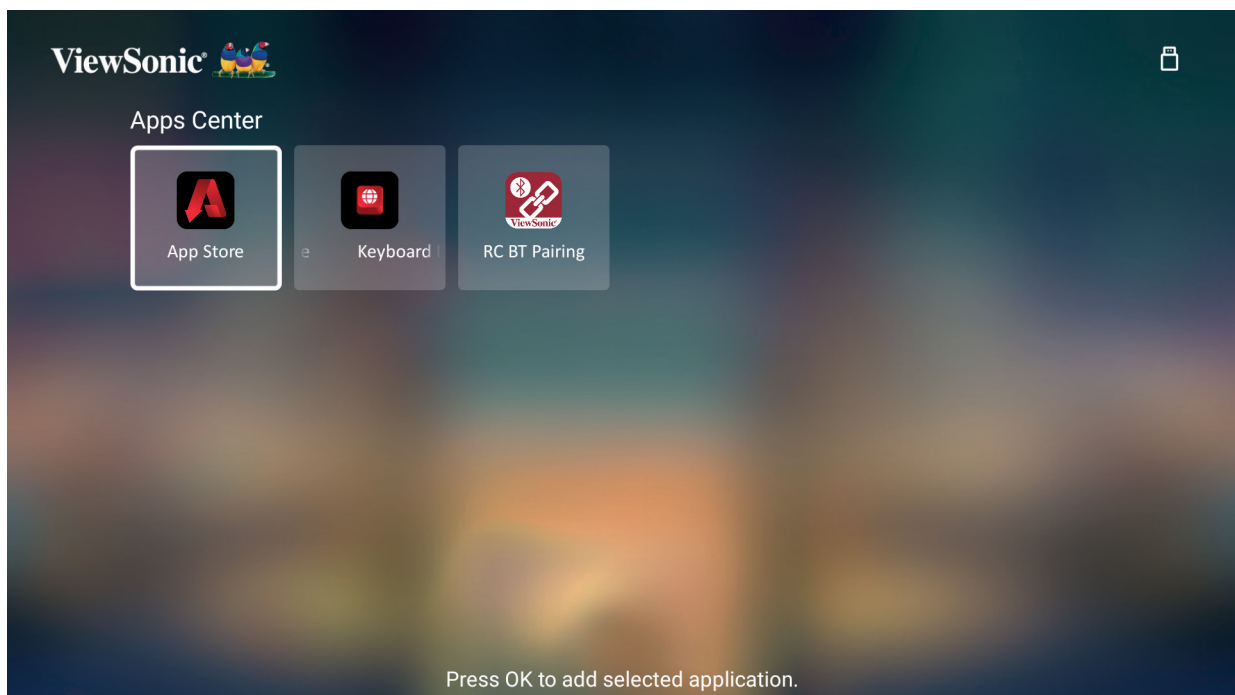 ViewSonic®
Apps Center
App Store
Keyboard
RC BT Pairing
ViewSonic®
Press OK to add selected application.